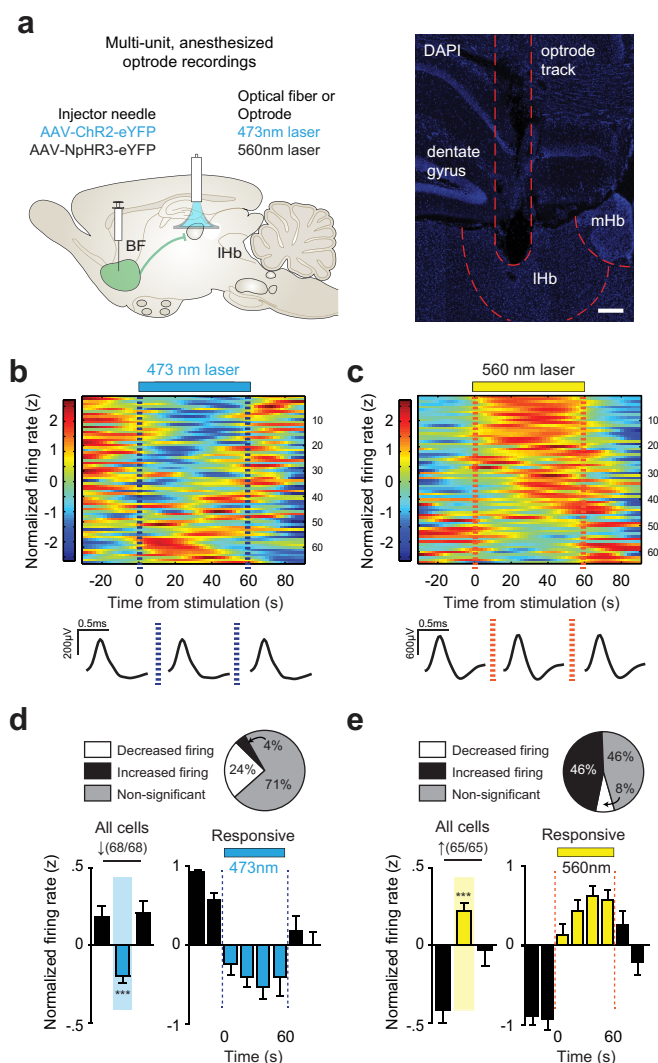 a
Multi-unit, anesthesized
optrode recordings
Injector needle
AAV-ChR2-eYFP
AAV-NpHR3-eYFP
Optical fiber or
Optrode
473nm laser
560nm laser
BF
lHb
DAPI
optrode
track
dentate
gyrus
mHb
lHb
b
473 nm laser
Normalized firing rate (z)
2
1
0
-1
-2
10
20
30
40
50
60
-20
0
20
40
60
80
Time from stimulation (s)
0.5ms
200µV
c
560 nm laser
Normalized firing rate (z)
2
1
0
-1
-2
10
20
30
40
50
60
-20
0
20
40
60
80
Time from stimulation (s)
0.5ms
600µV
d
Decreased firing
Increased firing
Non-significant
4%
24%
71%
All cells
↓(68/68)
Responsive
473nm
Normalized firing rate (z)
.5
0
-.5
***
1
0
-1
0
60
Time (s)
e
Decreased firing
Increased firing
Non-significant
46%
46%
8%
All cells
↑(65/65)
Responsive
560nm
Normalized firing rate (z)
.5
0
-.5
***
1
0
-1
0
60
Time (s)